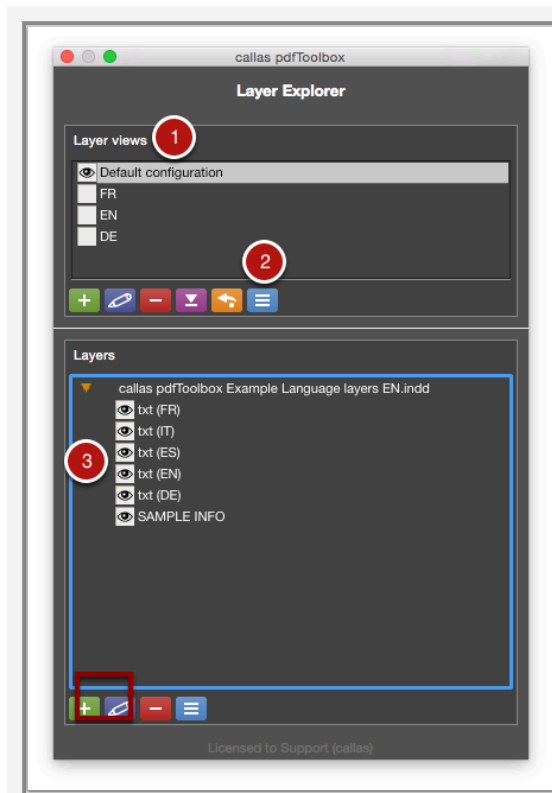 callas pdfToolbox
Layer Explorer
Layer views
1
Default configuration
FR
EN
DE
2
Layers
callas pdfToolbox Example Language layers EN.indd
txt (FR)
txt (IT)
txt (ES)
3
txt (EN)
txt (DE)
SAMPLE INFO
Licensed to Support (callas)